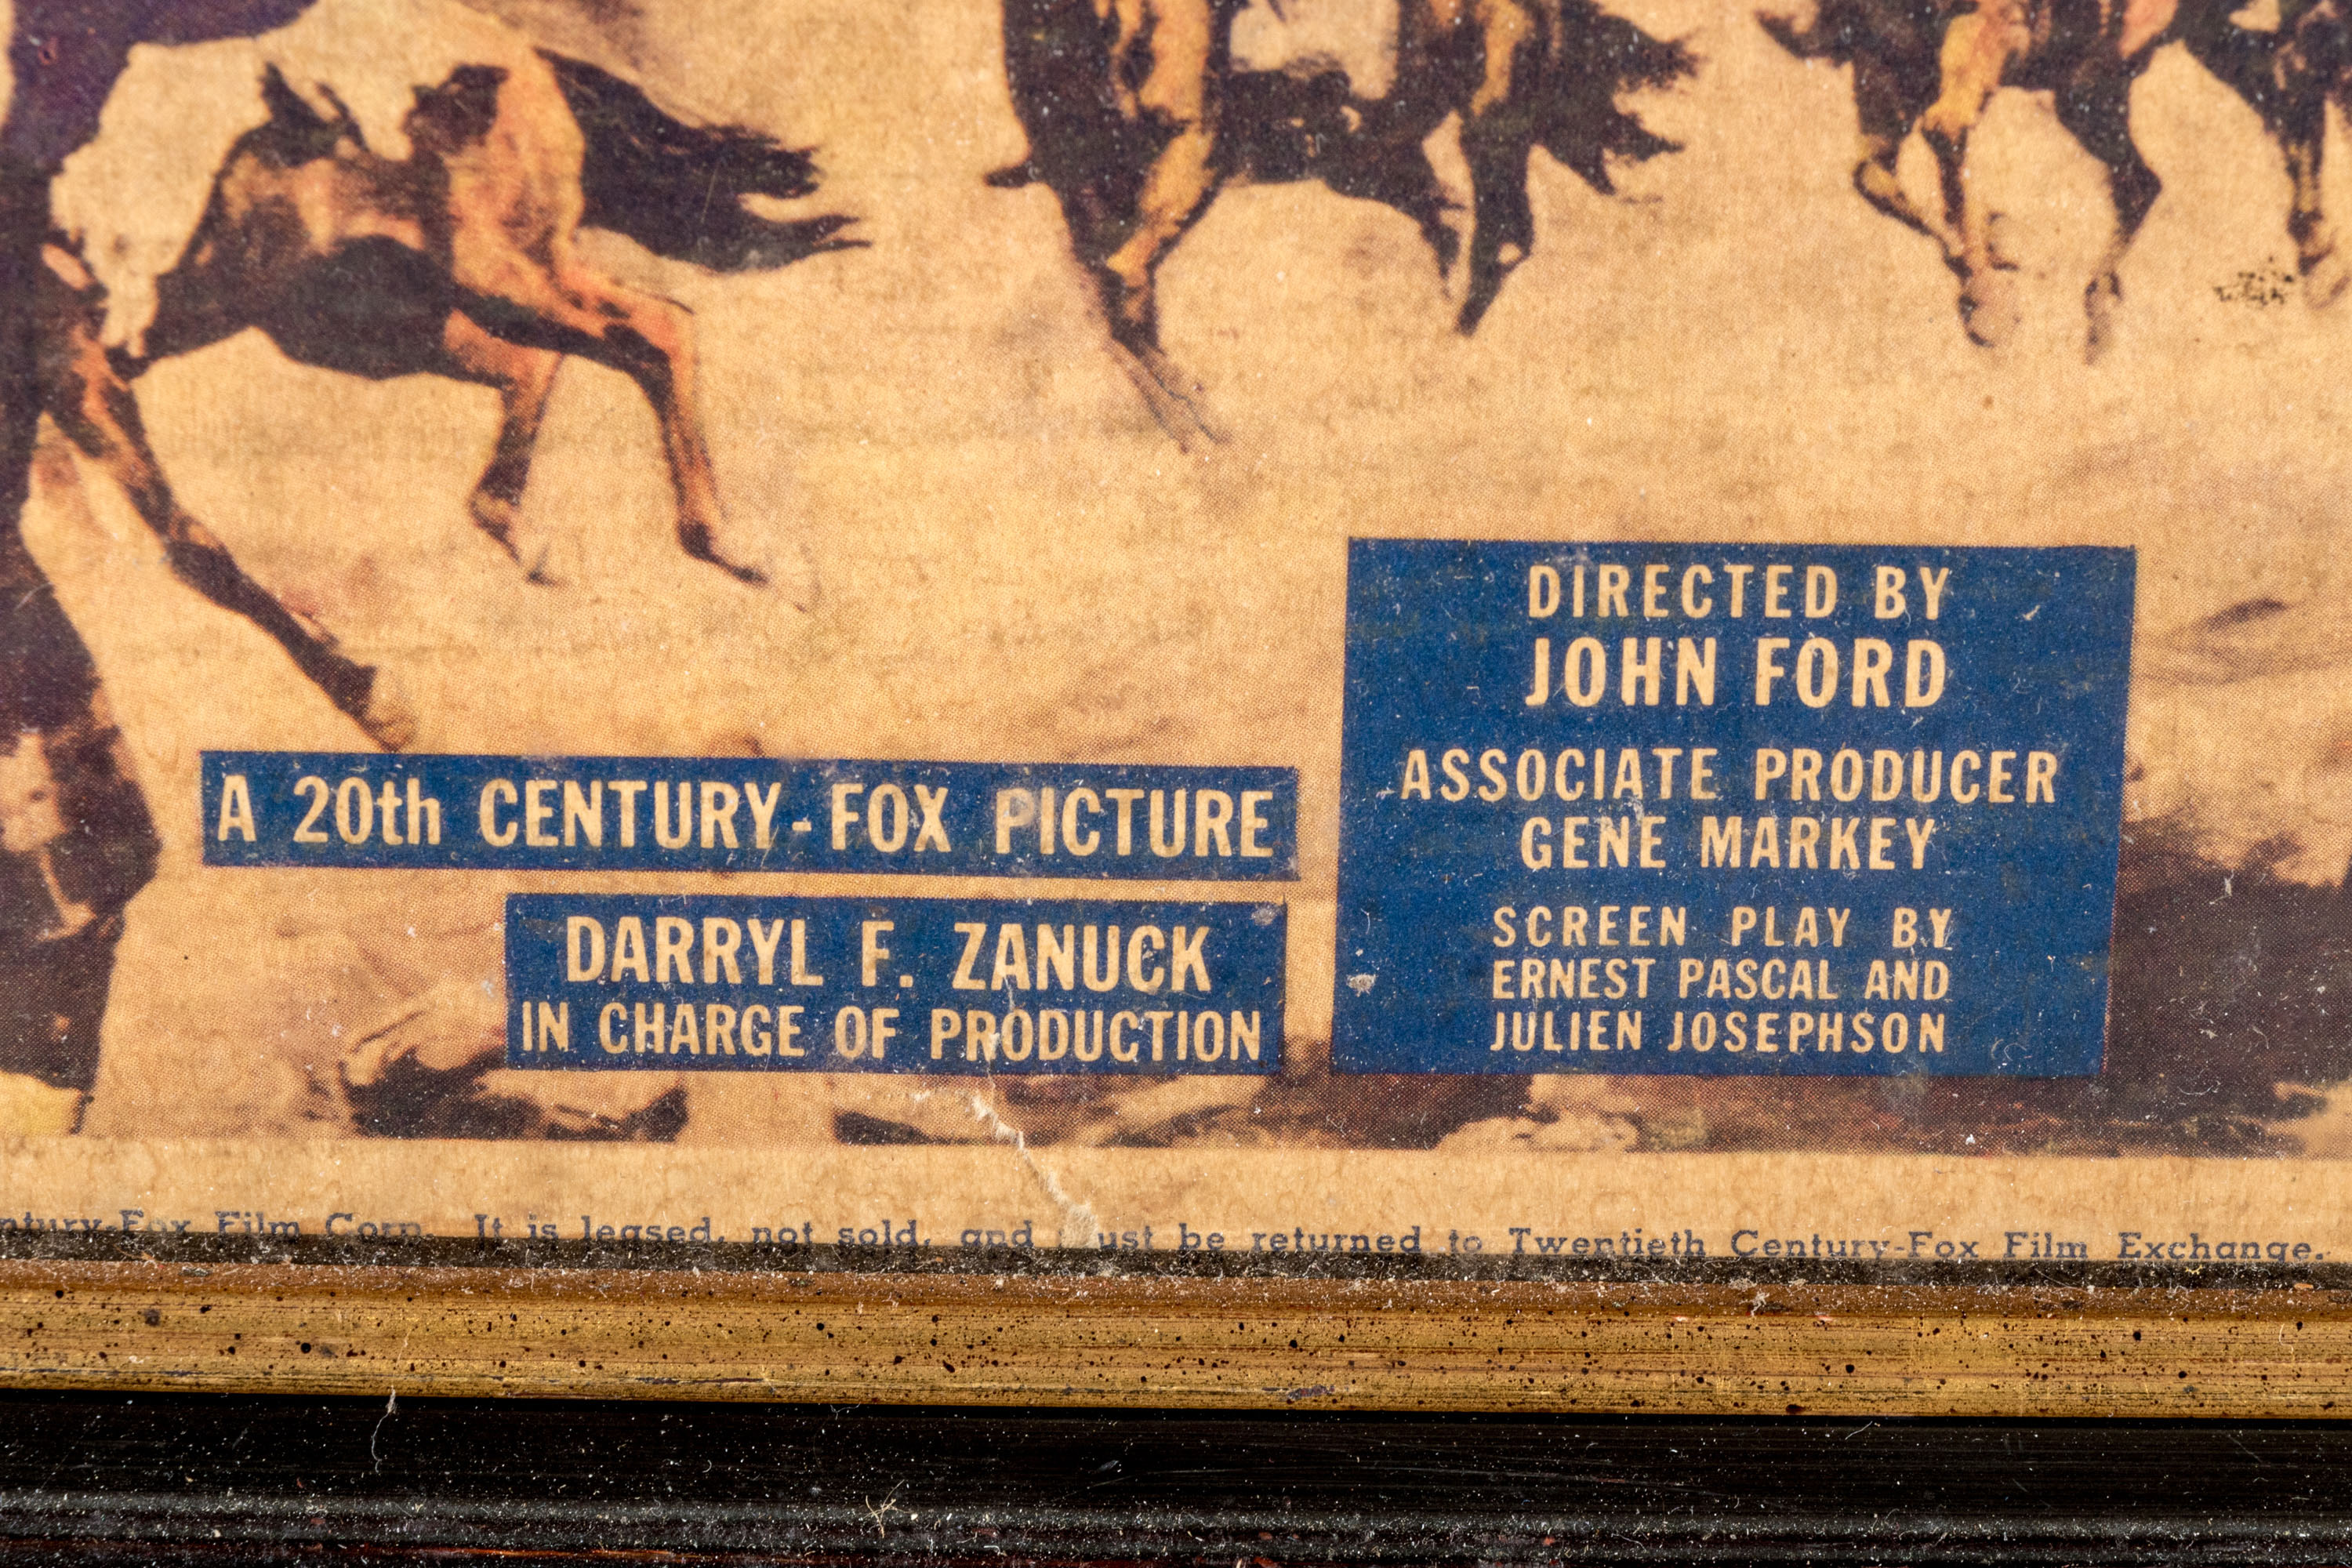 A 20th CENTURY-FOX PICTURE
DARRYL F. ZANUCK
IN CHARGE OF PRODUCTION
DIRECTED BY
JOHN FORD
ASSOCIATE PRODUCER
GENE MARKEY
SCREEN PLAY BY
ERNEST PASCAL AND
JULIEN JOSEPHSON
ntury-Fox Film Corp. It is leased, not sold, and ust be returned to Twentieth Century-Fox Film Exchange.